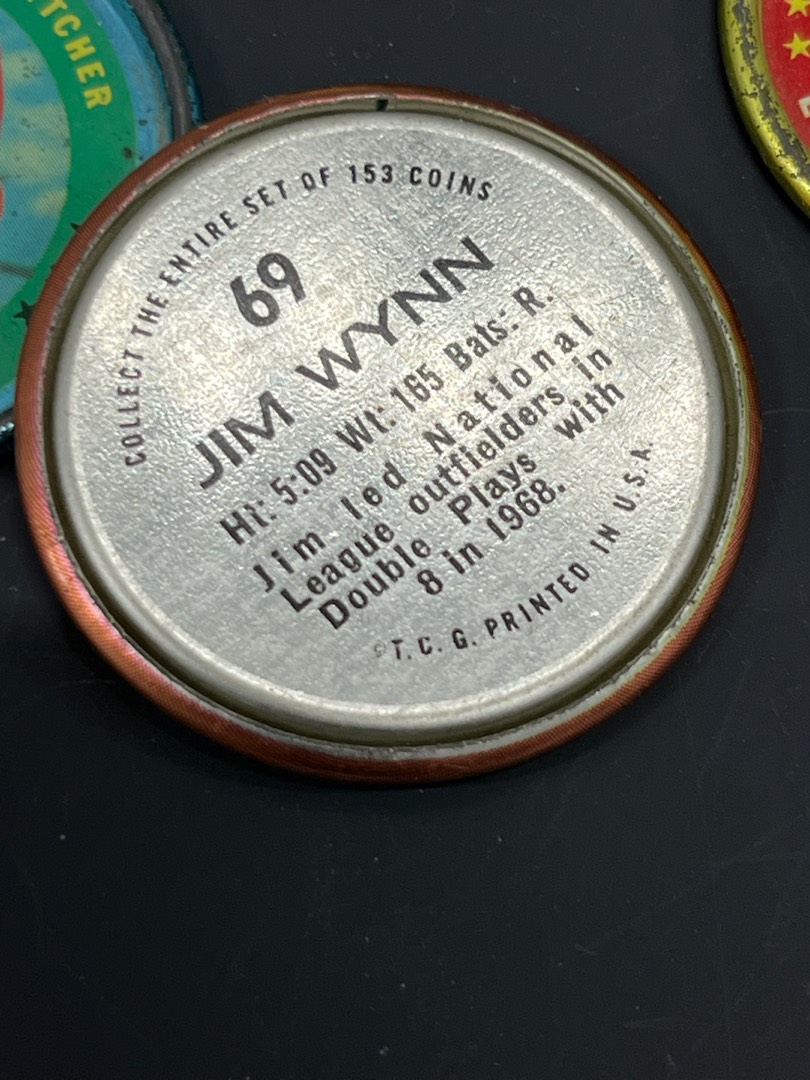 TCHER
COLLECT THE ENTIRE SET OF 153 COINS
69
JIM WYNN
Ht: 5:09 Wt: 165 Bats: R.
Jim led National
League outfielders in
Double Plays with
8 in 1968.
©T. C. G. PRINTED IN U.S.A.